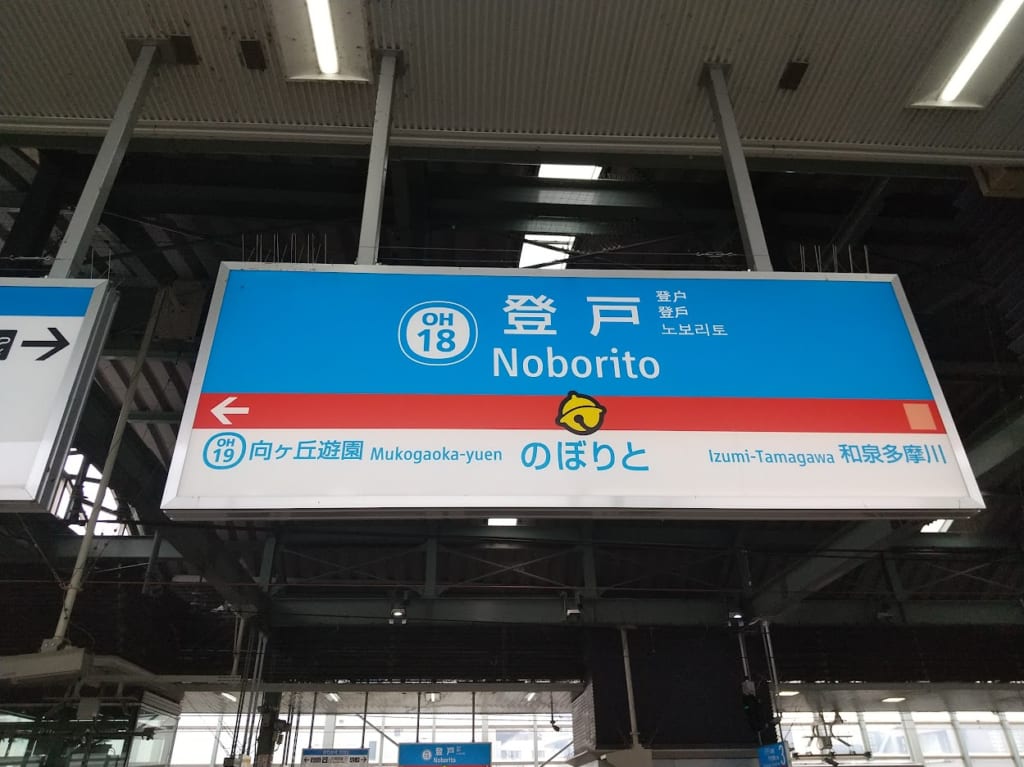 OH
18
登戸
登户
登戶
노보리토
Noborito
OH
19
向ヶ丘遊園 Mukogaoka-yuen
のぼりと
Izumi-Tamagawa 和泉多摩川
登戸
Noborito
3